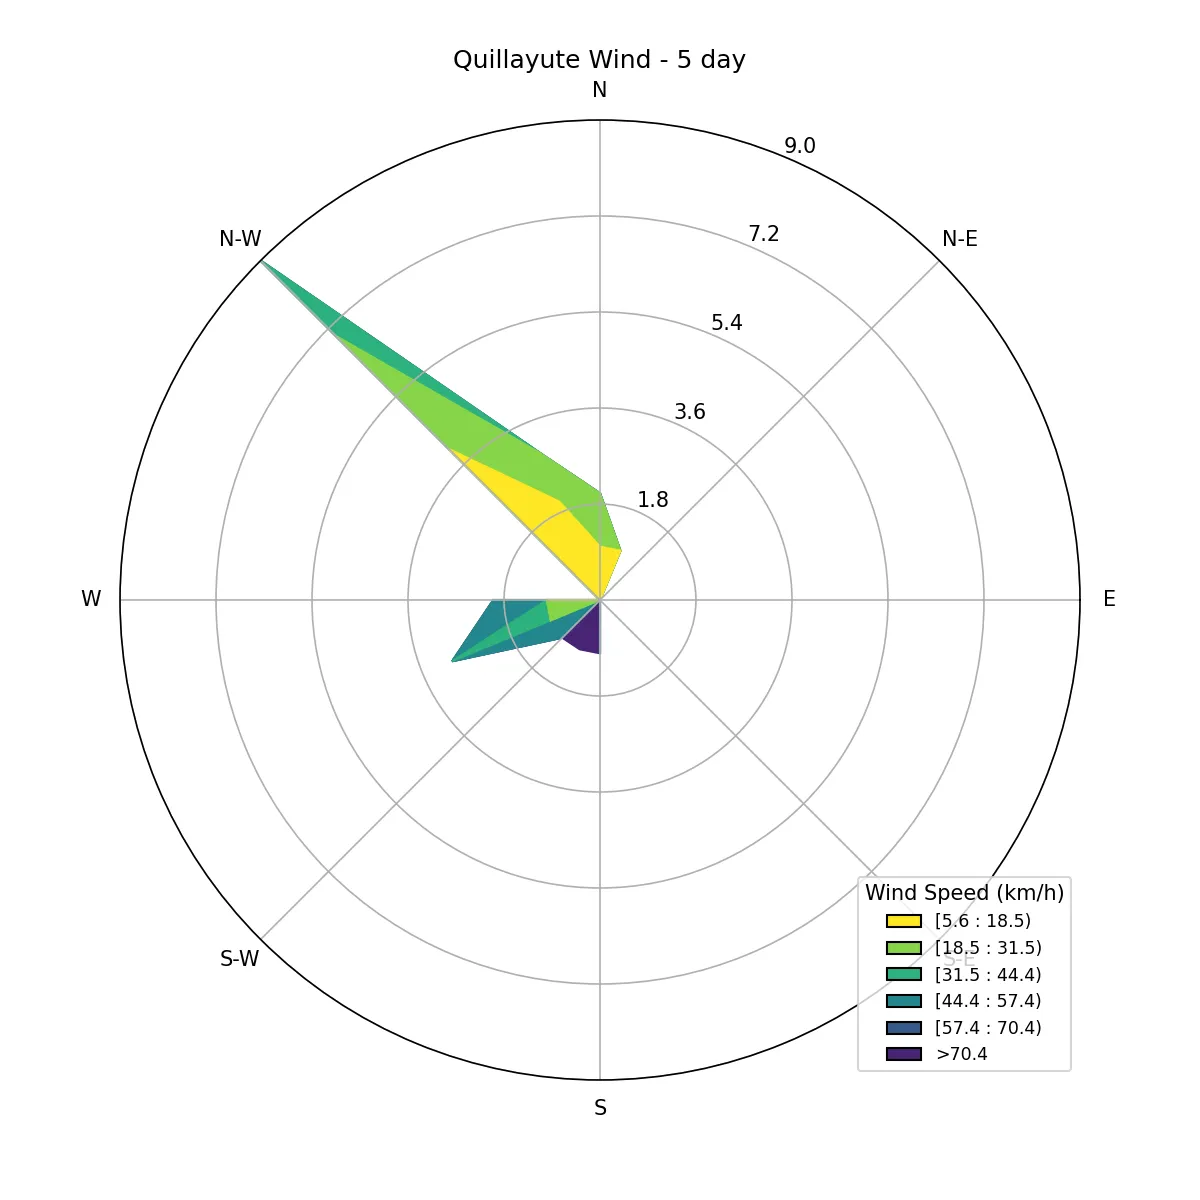 Quillayute Wind - 5 day
N
9.0
N-W
N-E
7.2
5.4
3.6
1.8
W
E
S-W
S-E
S
Wind Speed (km/h)
[5.6 : 18.5)
[18.5 : 31.5)
[31.5 : 44.4)
[44.4 : 57.4)
[57.4 : 70.4)
>70.4